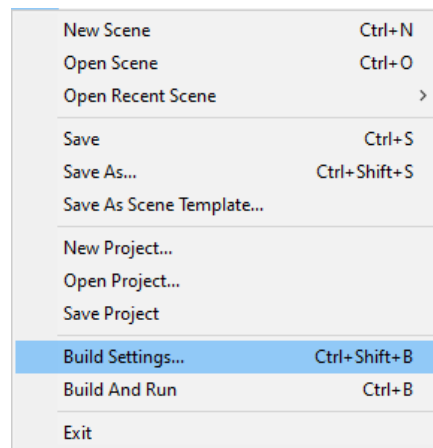 New Scene Ctrl+N
Open Scene Ctrl+O
Open Recent Scene >
Save Ctrl+S
Save As... Ctrl+Shift+S
Save As Scene Template...
New Project...
Open Project...
Save Project
Build Settings... Ctrl+Shift+B
Build And Run Ctrl+B
Exit